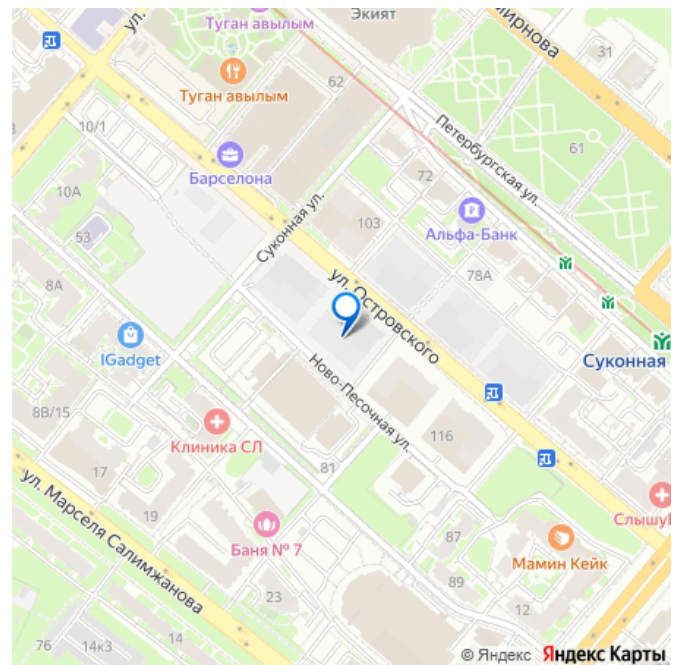 Туган авылым
Экият
ул.
мирнова
31
Туган авылым
62
10/1
Петербургская ул.
61
Барселона
72
10А
Суконная ул.
103
Альфа-Банк
53
ул. Островского
78А
8А
IGadget
Суконная
Ново-Песочная ул.
8В/15
Клиника СЛ
116
17
81
ул. Марселя Салимжанова
19
Слышу
Баня № 7
87
Мамин Кейк
89
23
12
76
14к3
14
© Яндекс Яндекс Карты